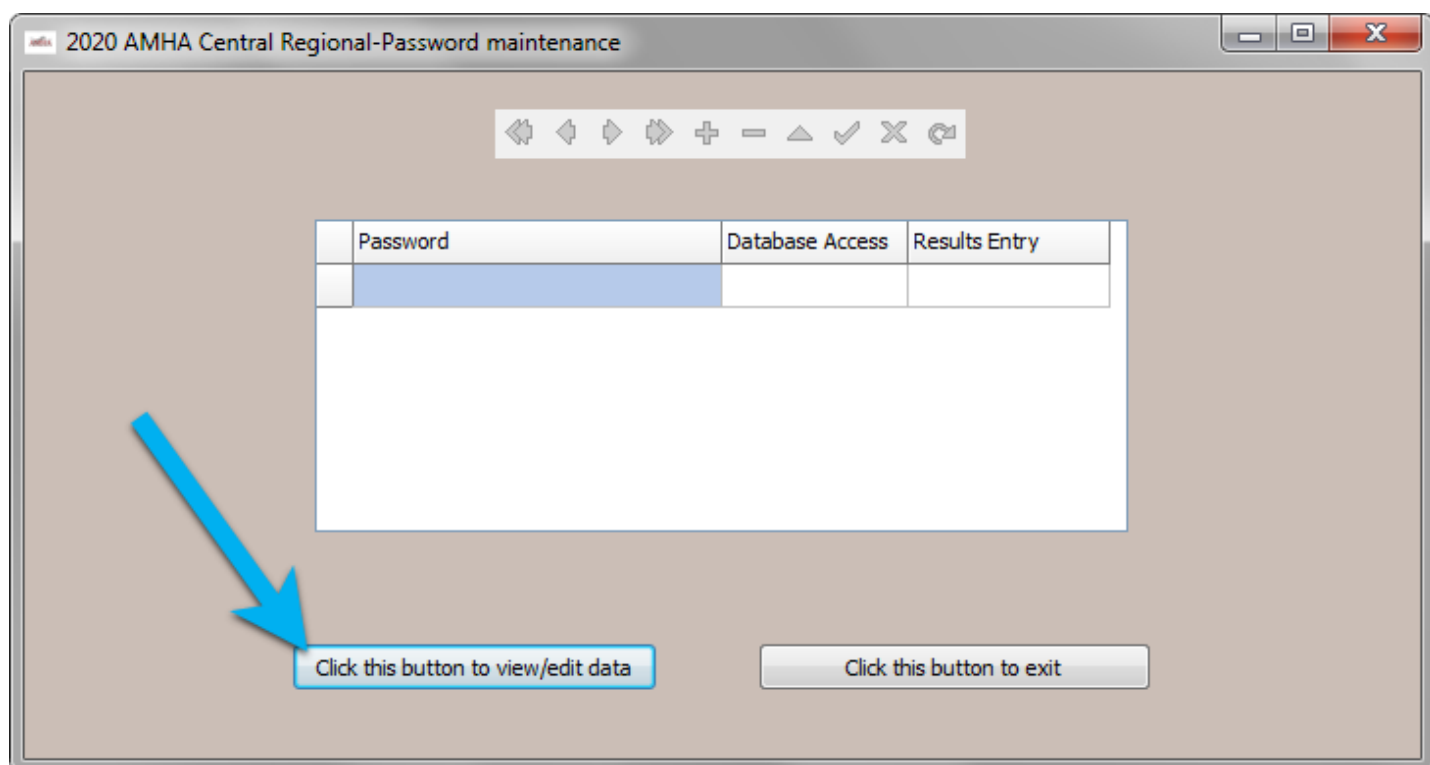 2020 AMHA Central Regional-Password maintenance
Password Database Access Results Entry
Click this button to view/edit data Click this button to exit